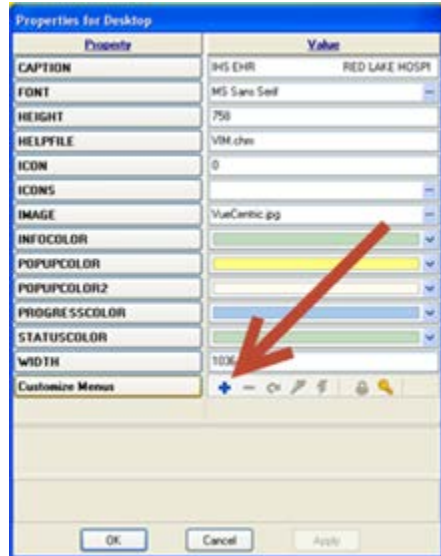 Properties for Desktop
Property Value
CAPTION IHS EHR RED LAKE HOSPI
FONT MS Sans Serif
HEIGHT 758
HELPFILE VIM.chm
ICON 0
ICONS
IMAGE VueCentric.jpg
INFOCOLOR
POPUPCOLOR
POPUPCOLOR2
PROGRESSCOLOR
STATUSCOLOR
WIDTH 1036
Customize Menus
OK Cancel Apply